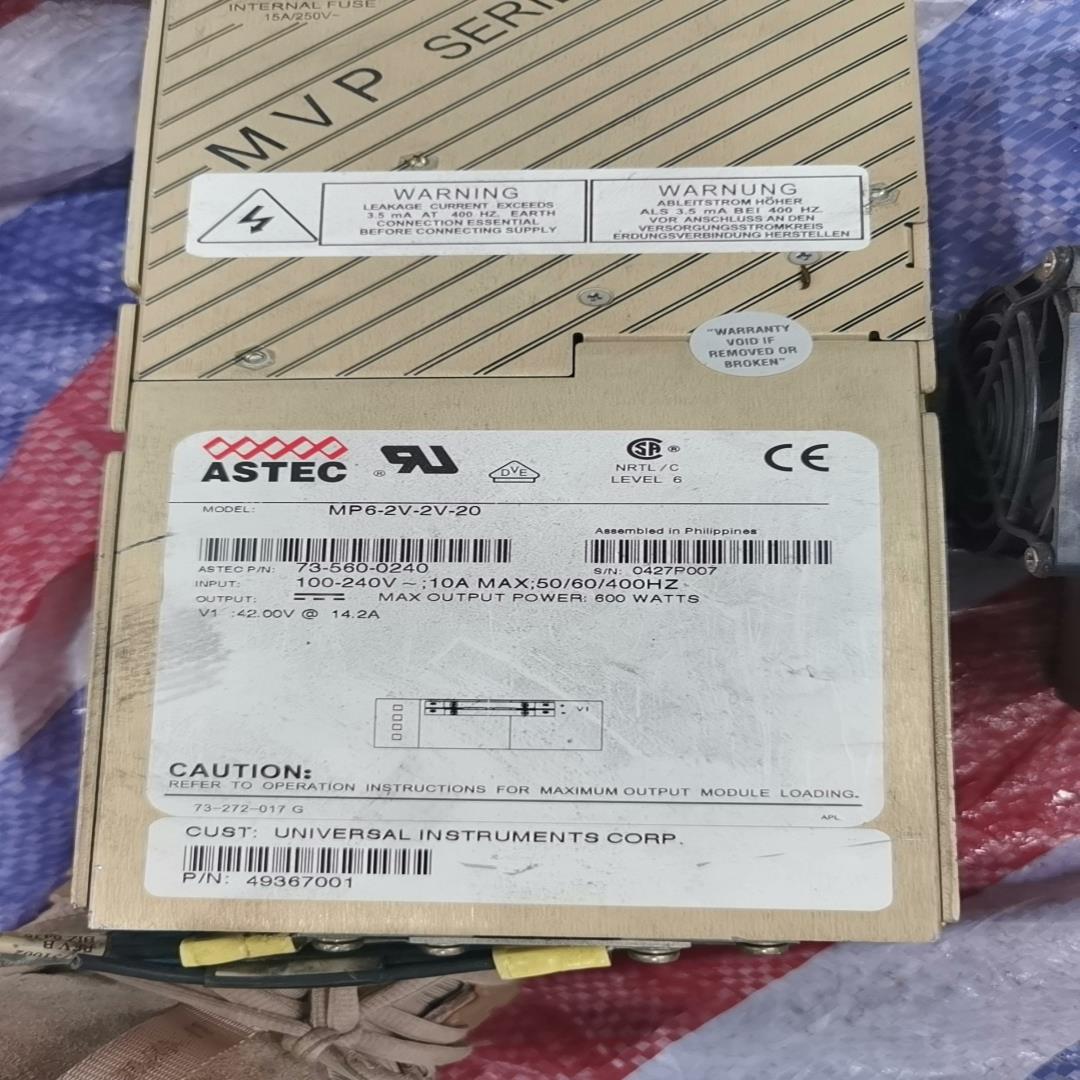 INTERNAL FUSE
15A/250V~
MVP SERIE
WARNING
LEAKAGE CURRENT EXCEEDS
3.5 mA AT 400 HZ. EARTH
CONNECTION ESSENTIAL
BEFORE CONNECTING SUPPLY
WARNUNG
ABLEITSTROM HÖHER
ALS 3.5 mA BEI 400 HZ.
VOR ANSCHLUSS AN DEN
VERSORGUNGSSTROMKREIS
ERDUNGSVERBINDUNG HERSTELLEN
"WARRANTY
VOID IF
REMOVED OR
BROKEN"
ASTEC ®
DVE
SA ®
NRTL/C
LEVEL 6
CE
MODEL: MP6-2V-2V-20
Assembled in Philippines
ASTEC P/N: 73-560-0240
S/N: 0427P007
INPUT: 100-240V ~;10A MAX;50/60/400HZ
OUTPUT: MAX OUTPUT POWER: 600 WATTS
V1 :42.00V @ 14.2A
V1
CAUTION:
REFER TO OPERATION INSTRUCTIONS FOR MAXIMUM OUTPUT MODULE LOADING.
73-272-017 G
APL
CUST: UNIVERSAL INSTRUMENTS CORP.
P/N: 49367001